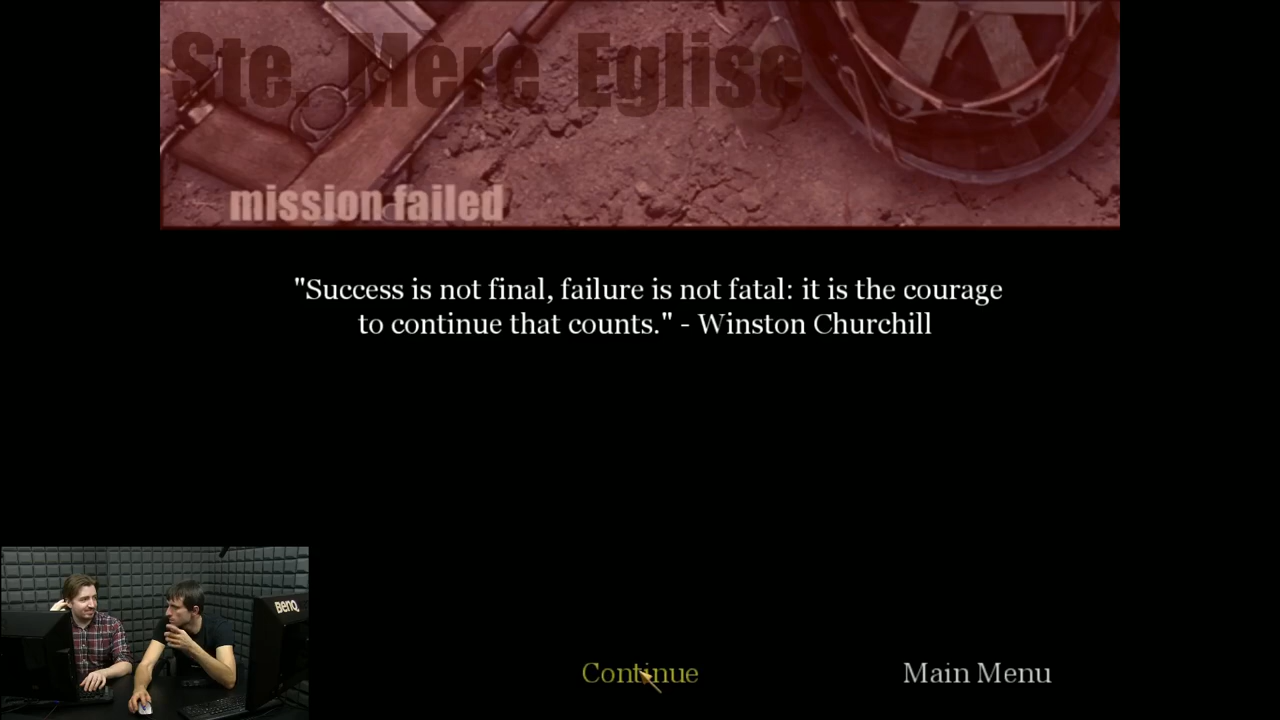 Ste. Mere Eglise
mission failed
"Success is not final, failure is not fatal: it is the courage
to continue that counts." - Winston Churchill
BenQ
Continue
Main Menu